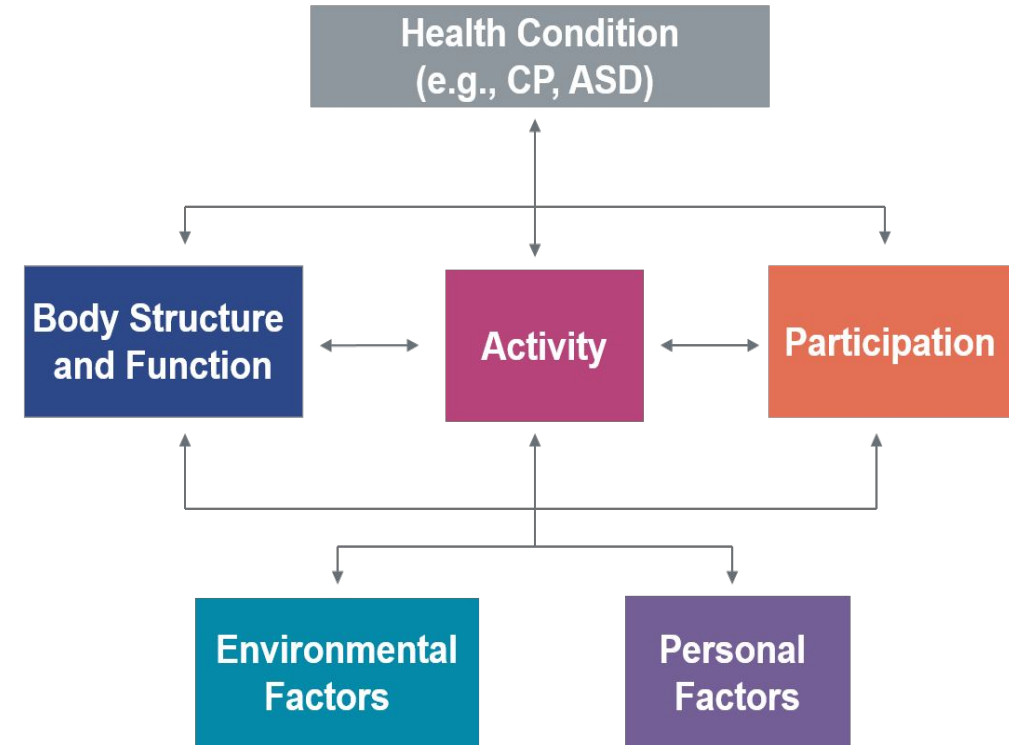 Health Condition
(e.g., CP, ASD)
Body Structure
and Function
Activity
Participation
Environmental
Factors
Personal
Factors